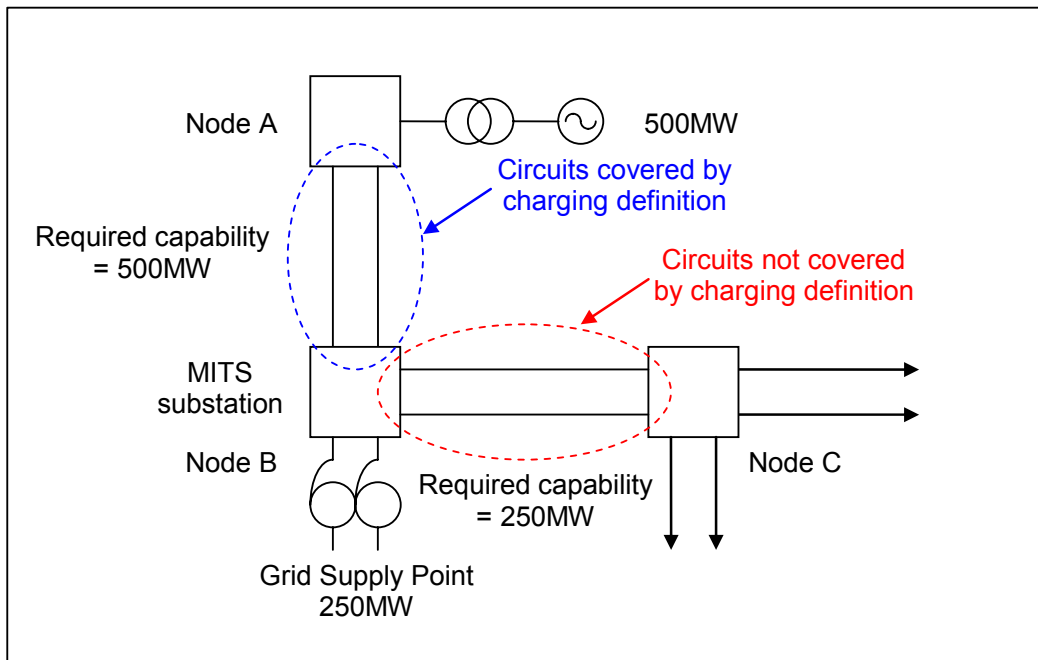 Node A
500MW
Circuits covered by
charging definition
Required capability
= 500MW
Circuits not covered
by charging definition
MITS
substation
Node B
Node C
Required capability
= 250MW
Grid Supply Point
250MW